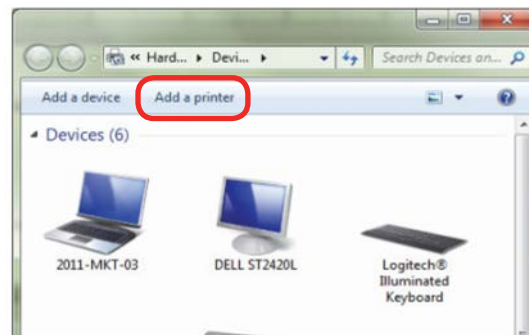 « Hard... ▸ Devi... ▸
Search Devices an...
Add a device Add a printer
Devices (6)
2011-MKT-03
DELL ST2420L
Logitech®
Illuminated
Keyboard